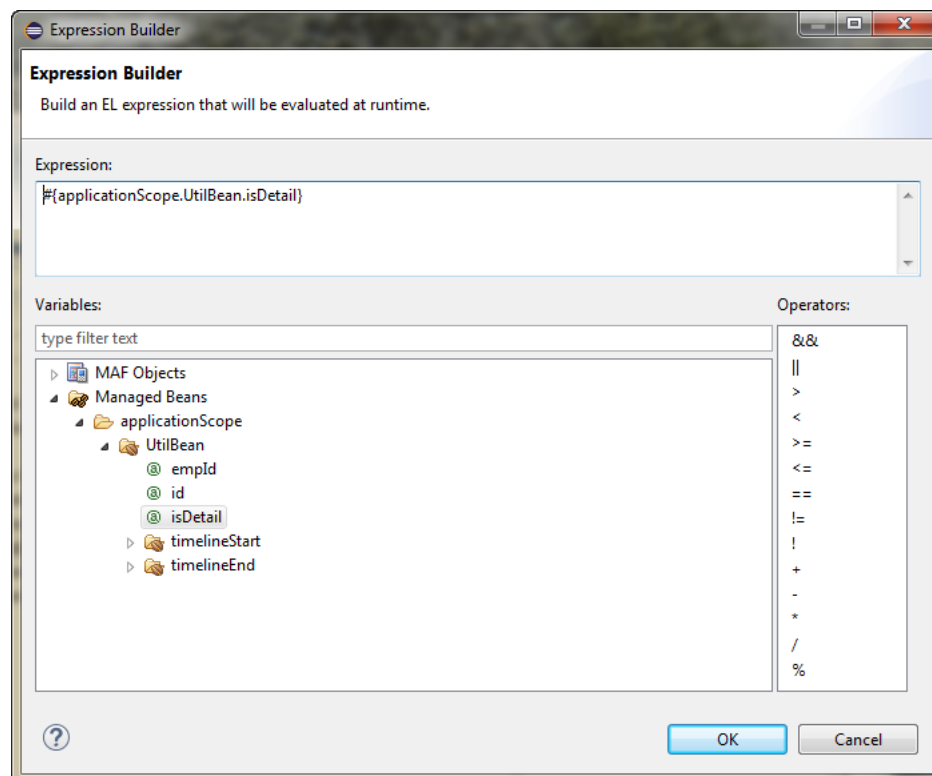 Expression Builder
Expression Builder
Build an EL expression that will be evaluated at runtime.
Expression:
#{applicationScope.UtilBean.isDetail}
Variables:
type filter text
MAF Objects
Managed Beans
applicationScope
UtilBean
empId
id
isDetail
timelineStart
timelineEnd
Operators:
&&
||
>
<
>=
<=
==
!=
!
+
-
*
/
%
?
OK
Cancel